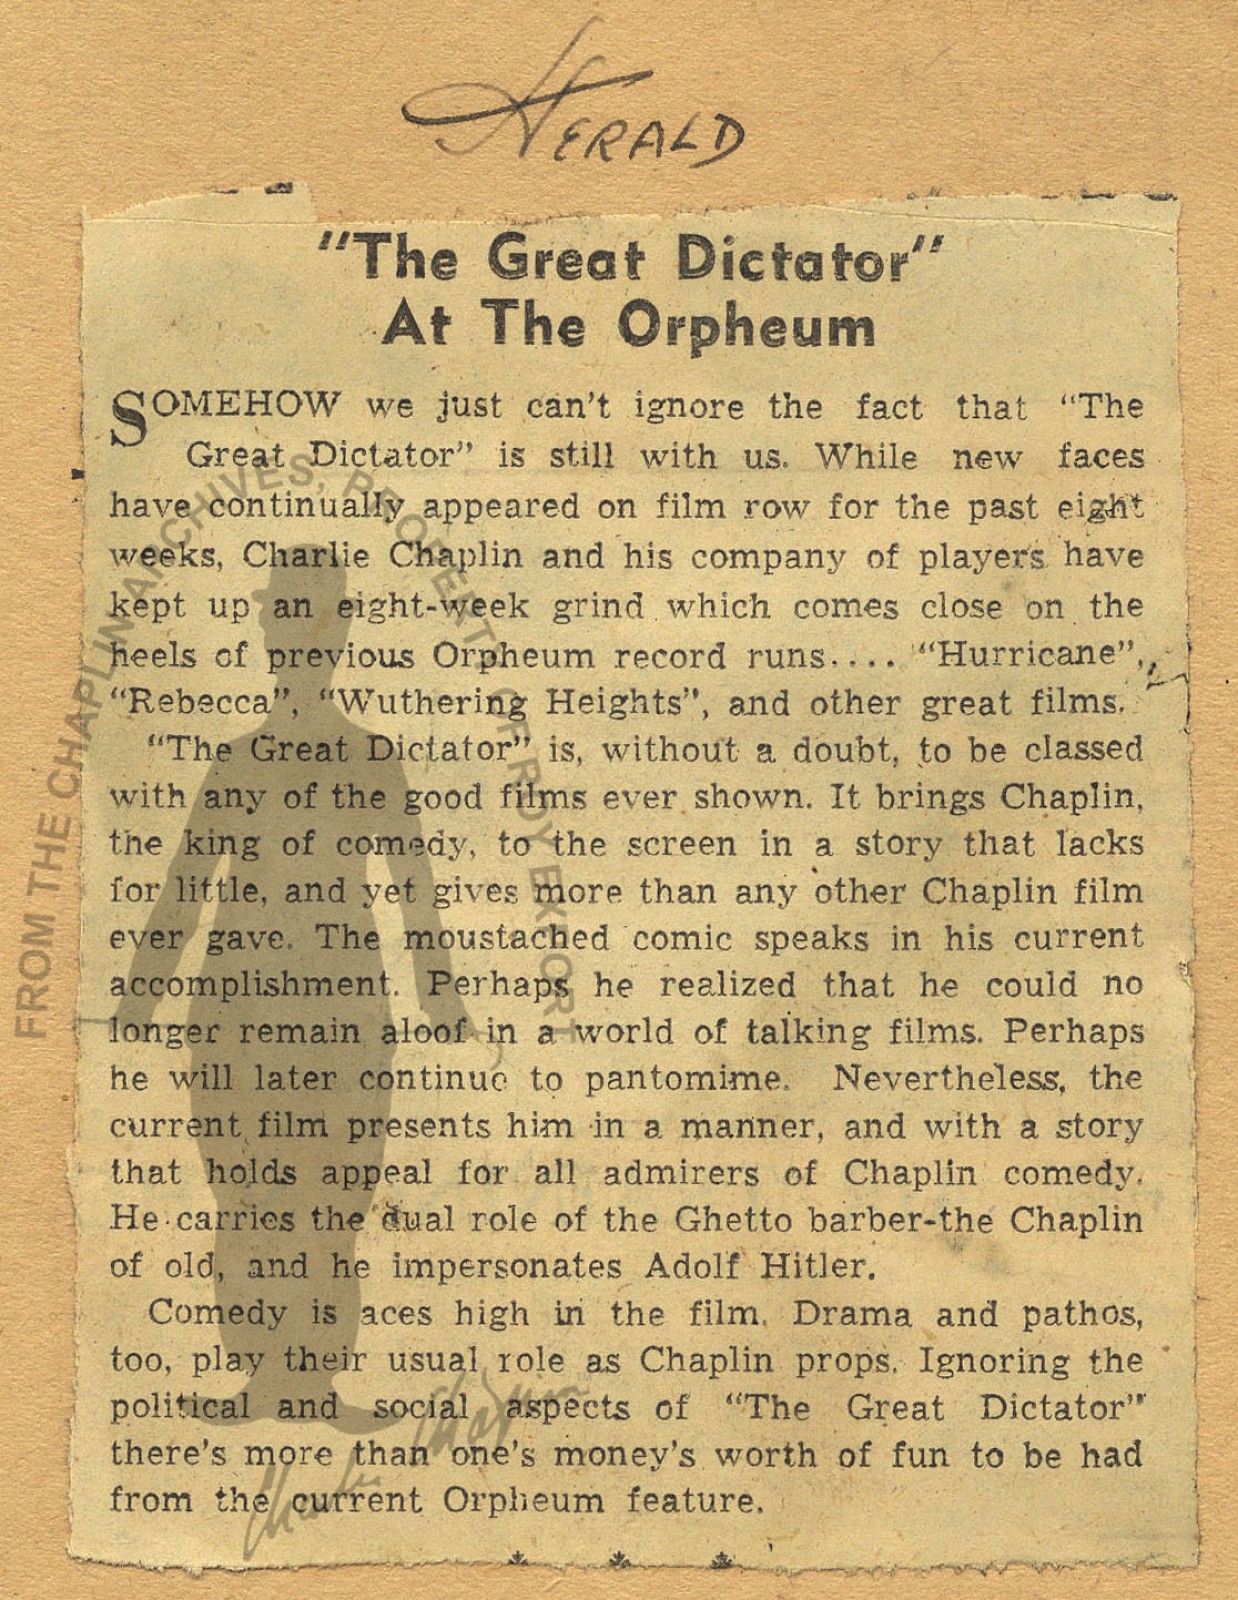 HERALD
"The Great Dictator"
At The Orpheum
SOMEHOW we just can't ignore the fact that "The
Great Dictator" is still with us. While new faces
have continually appeared on film row for the past eight
weeks, Charlie Chaplin and his company of players have
kept up an eight-week grind which comes close on the
heels of previous Orpheum record runs.... "Hurricane",
"Rebecca", "Wuthering Heights", and other great films.
"The Great Dictator" is, without a doubt, to be classed
with any of the good films ever shown. It brings Chaplin,
the king of comedy, to the screen in a story that lacks
for little, and yet gives more than any other Chaplin film
ever gave. The moustached comic speaks in his current
accomplishment. Perhaps he realized that he could no
longer remain aloof in a world of talking films. Perhaps
he will later continue to pantomime. Nevertheless, the
current film presents him in a manner, and with a story
that holds appeal for all admirers of Chaplin comedy.
He carries the dual role of the Ghetto barber-the Chaplin
of old, and he impersonates Adolf Hitler.
Comedy is aces high in the film. Drama and pathos,
too, play their usual role as Chaplin props. Ignoring the
political and social aspects of "The Great Dictator"
there's more than one's money's worth of fun to be had
from the current Orpheum feature.
FROM THE CHAPLIN ARCHIVES, PROPERTY OF ROY EXPORT
Charlie Chaplin